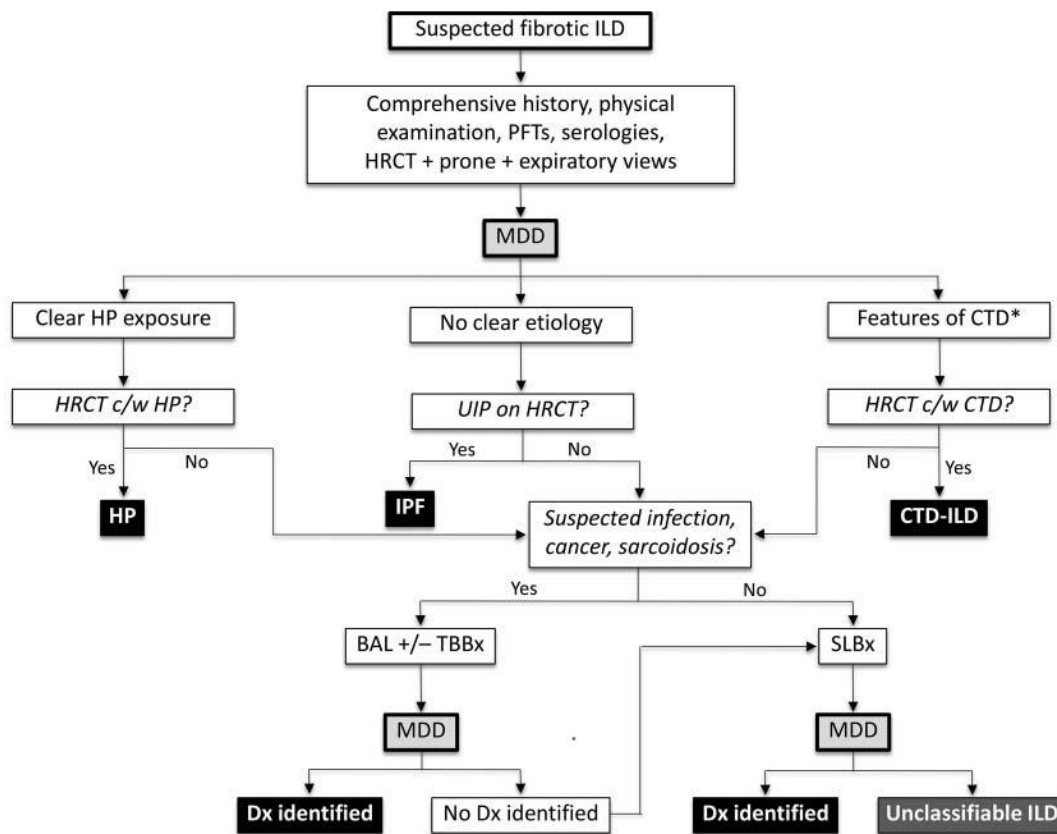 Suspected fibrotic ILD
Comprehensive history, physical
examination, PFTs, serologies,
HRCT + prone + expiratory views
MDD
Clear HP exposure
No clear etiology
Features of CTD*
HRCT c/w HP?
UIP on HRCT?
HRCT c/w CTD?
Yes
No
Yes
No
No
Yes
HP
IPF
CTD-ILD
Suspected infection,
cancer, sarcoidosis?
Yes
No
BAL +/– TBBx
SLBx
MDD
MDD
Dx identified
No Dx identified
Dx identified
Unclassifiable ILD